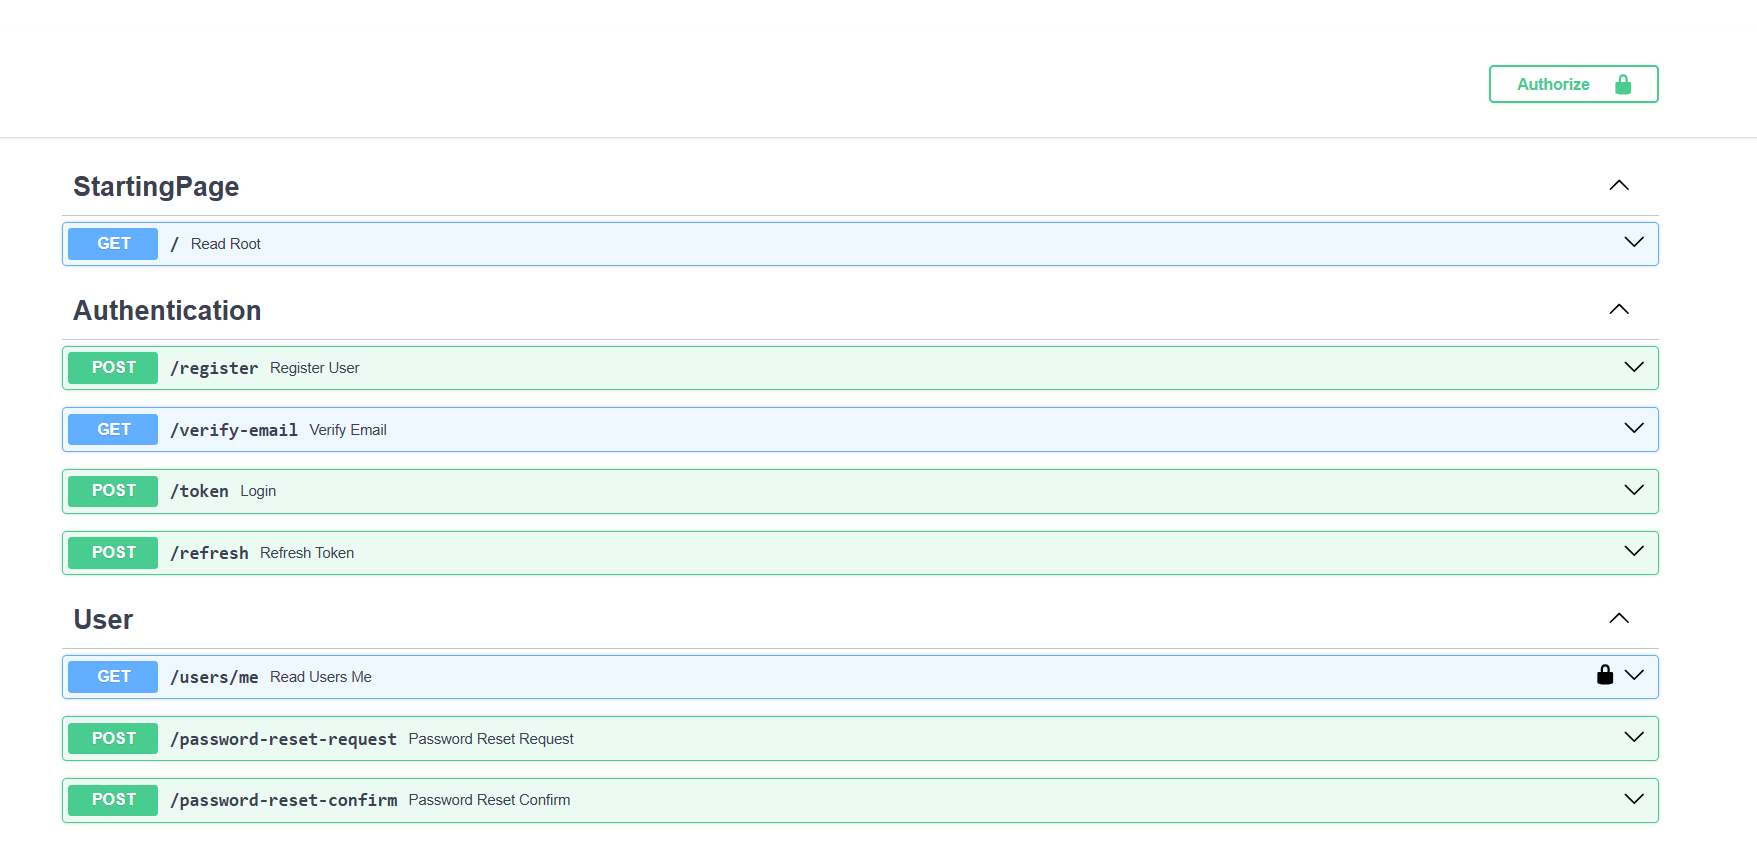 Authorize
StartingPage
GET / Read Root
Authentication
POST /register Register User
GET /verify-email Verify Email
POST /token Login
POST /refresh Refresh Token
User
GET /users/me Read Users Me
POST /password-reset-request Password Reset Request
POST /password-reset-confirm Password Reset Confirm